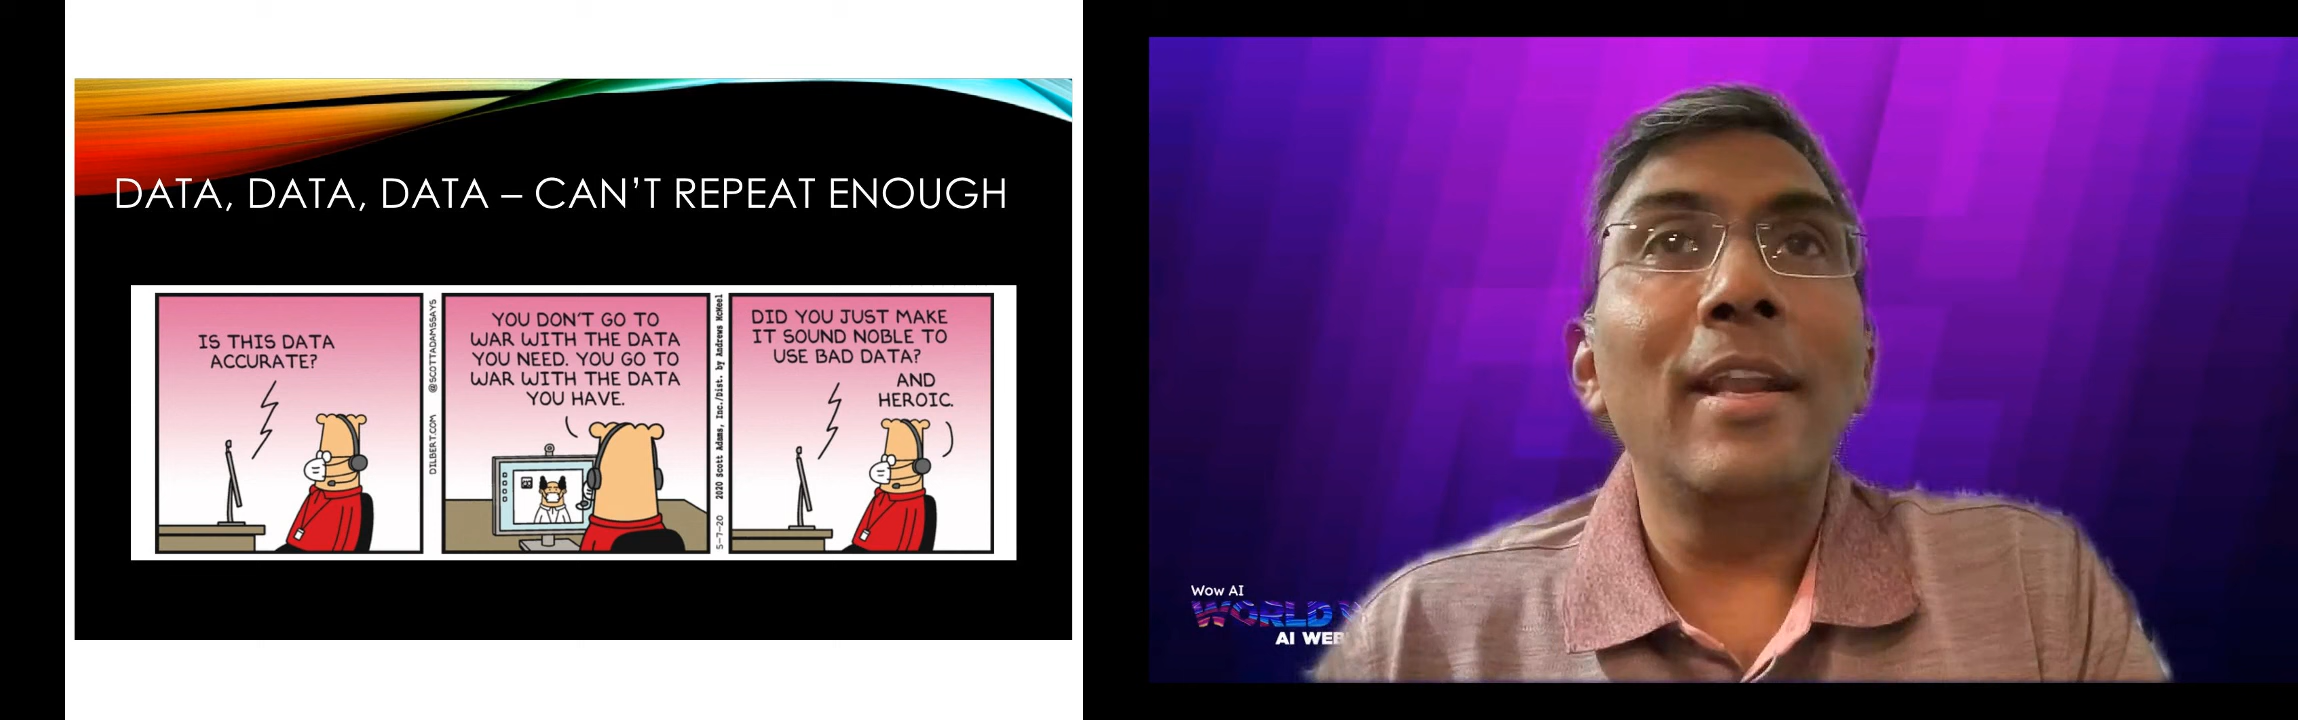 DATA, DATA, DATA – CAN'T REPEAT ENOUGH
IS THIS DATA
ACCURATE?
DILBERT.COM @SCOTTADAMSSAYS
YOU DON'T GO TO
WAR WITH THE DATA
YOU NEED. YOU GO TO
WAR WITH THE DATA
YOU HAVE.
5-7-20 2020 Scott Adams, Inc./Dist. by Andrews McMeel
DID YOU JUST MAKE
IT SOUND NOBLE TO
USE BAD DATA?
AND
HEROIC.
Wow AI
WORLD
AI